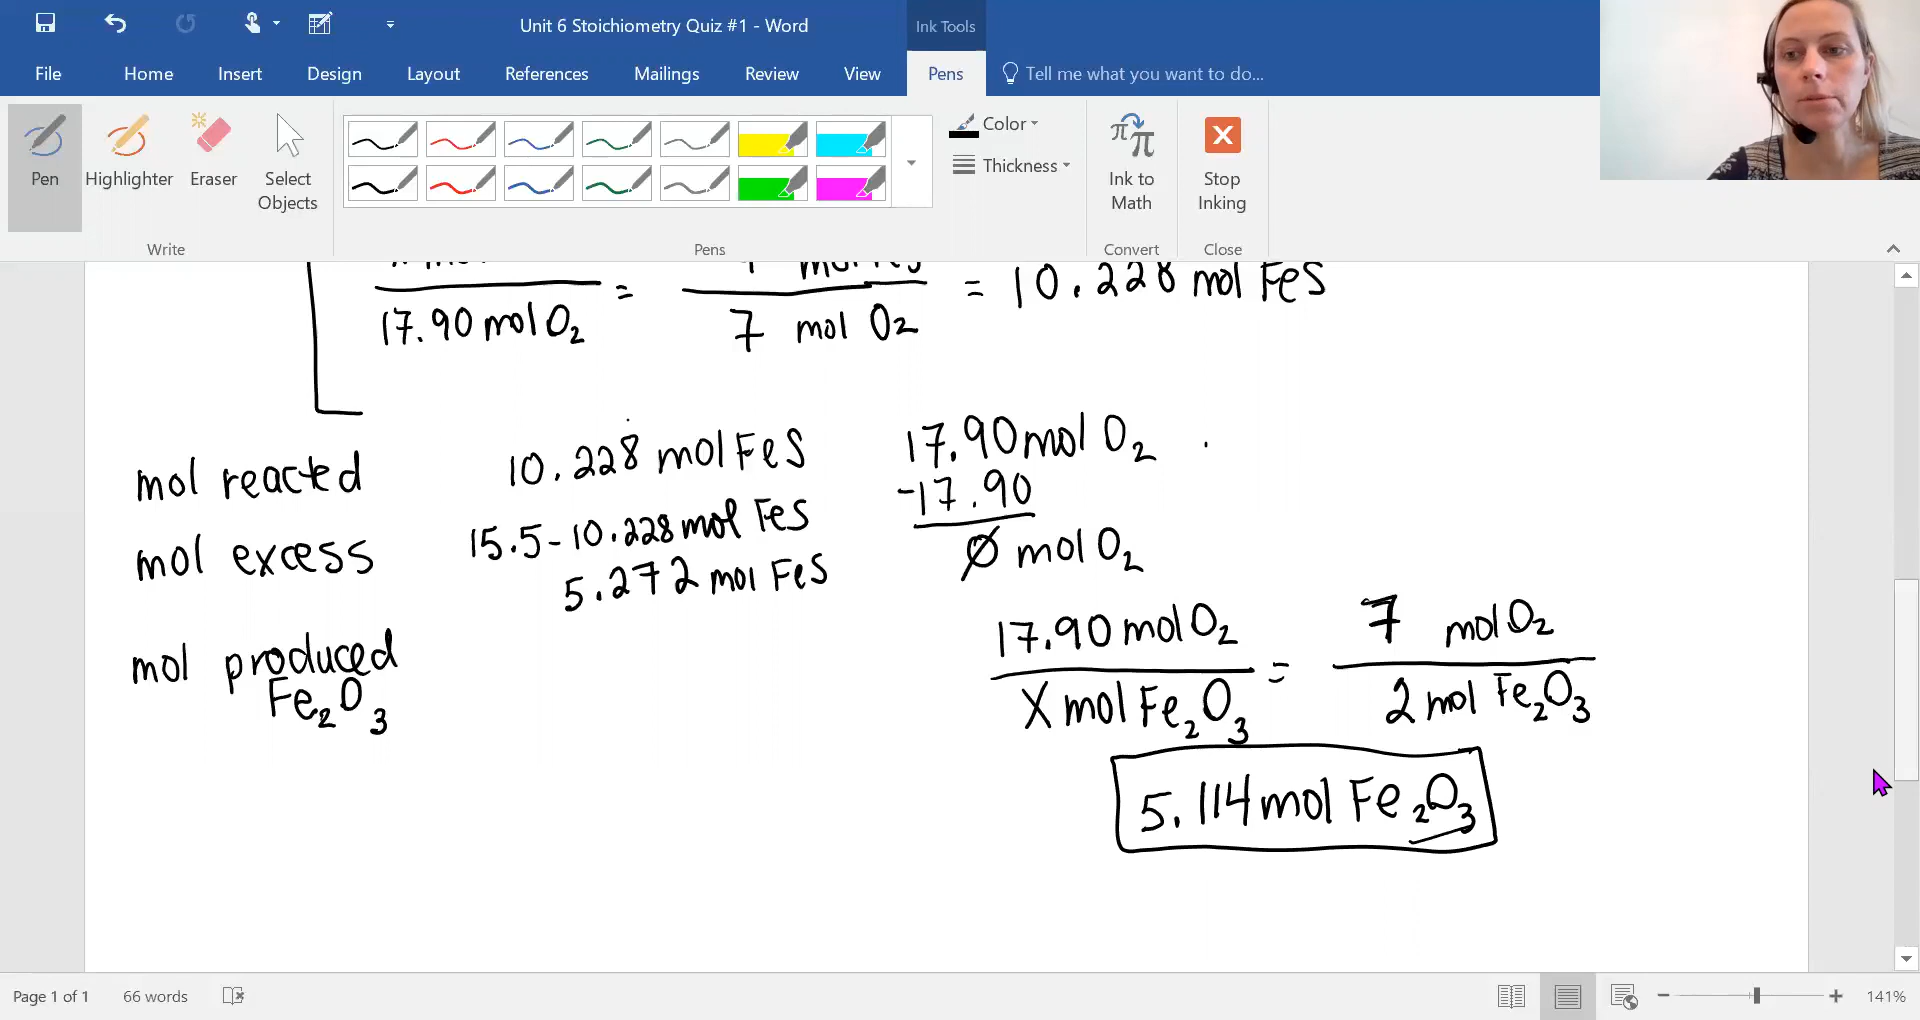 Unit 6 Stoichiometry Quiz #1 - Word
Ink Tools
File Home Insert Design Layout References Mailings Review View Pens Tell me what you want to do...
Pen Highlighter Eraser Select Objects
Color
Thickness
Ink to Math
Stop Inking
Write Pens Convert Close
= 10.228 mol FeS
17.90 mol O₂ = 7 mol O₂
mol reacted 10.228 mol FeS 17.90 mol O₂
-17.90
mol excess 15.5 - 10.228 mol FeS 0 mol O₂
5.272 mol FeS
17.90 mol O₂ = 7 mol O₂
mol produced Fe₂O₃ X mol Fe₂O₃ 2 mol Fe₂O₃
5.114 mol Fe₂O₃
Page 1 of 1 66 words 141%